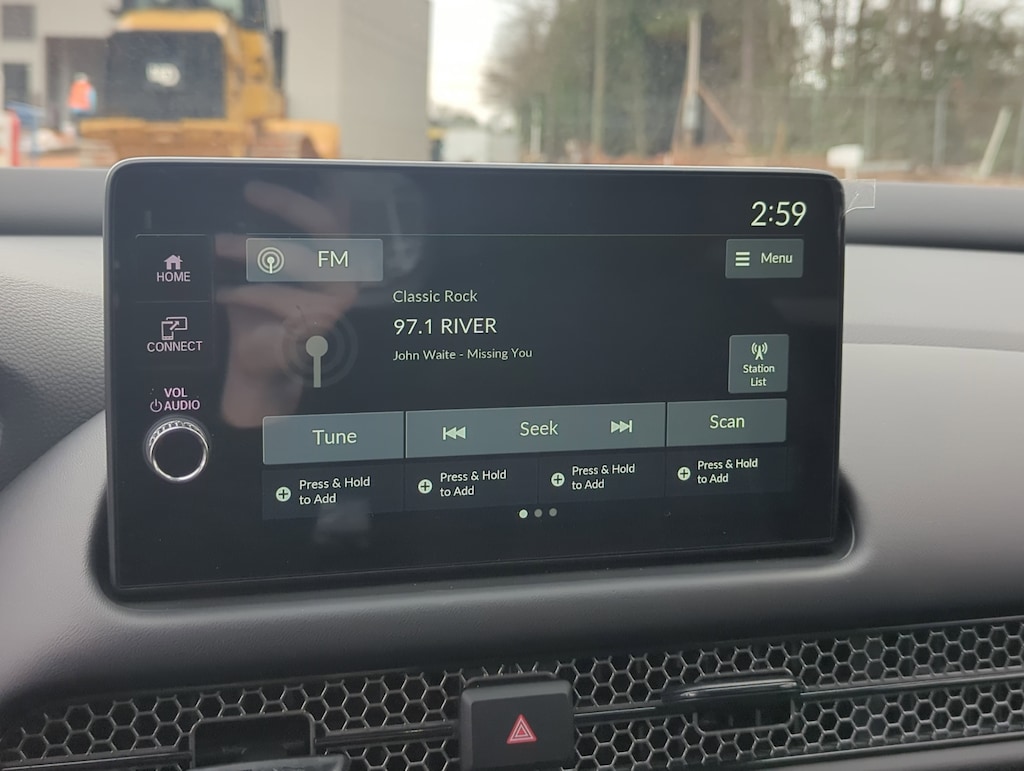 2:59
HOME
FM
Menu
Classic Rock
97.1 RIVER
John Waite - Missing You
CONNECT
Station
List
VOL
AUDIO
Tune
Seek
Scan
Press & Hold
to Add
Press & Hold
to Add
Press & Hold
to Add
Press & Hold
to Add